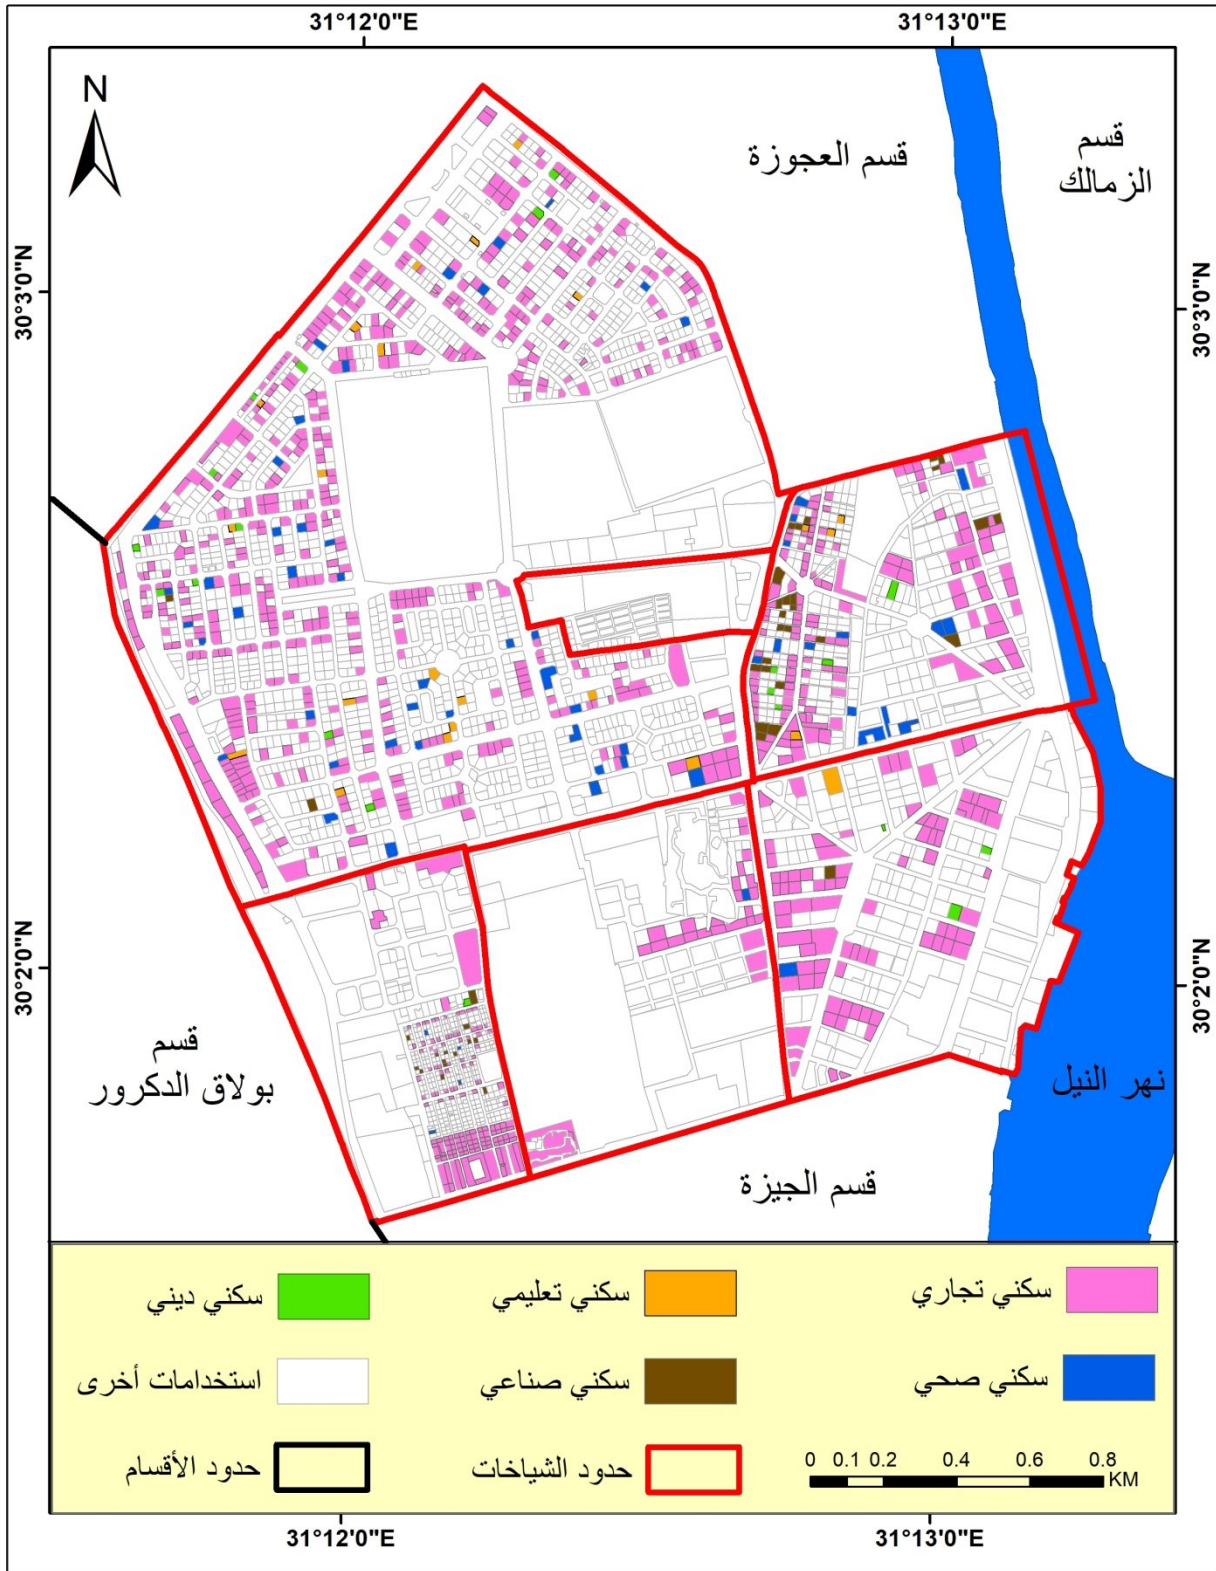 31°12'0"E
31°13'0"E
N
قسم العجوزة
قسم
الزمالك
30°3'0"N
30°3'0"N
30°2'0"N
30°2'0"N
قسم
بولاق الدكرور
نهر النيل
قسم الجيزة
سكني تجاري
سكني تعليمي
سكني ديني
سكني صحي
سكني صناعي
استخدامات أخرى
0 0.1 0.2 0.4 0.6 0.8
KM
حدود الشياخات
حدود الأقسام
31°12'0"E
31°13'0"E